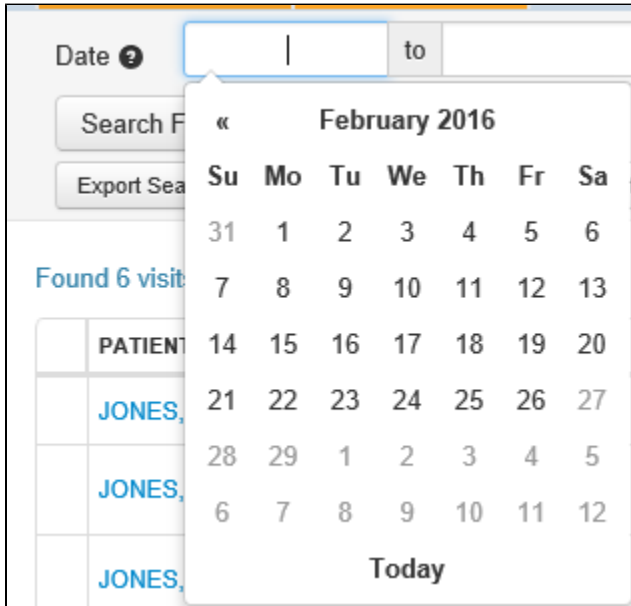 Date ? to
Search F
Export Sea
« February 2016
Su Mo Tu We Th Fr Sa
31 1 2 3 4 5 6
7 8 9 10 11 12 13
14 15 16 17 18 19 20
21 22 23 24 25 26 27
28 29 1 2 3 4 5
6 7 8 9 10 11 12
Today
Found 6 visit
PATIENT
JONES,
JONES,
JONES,